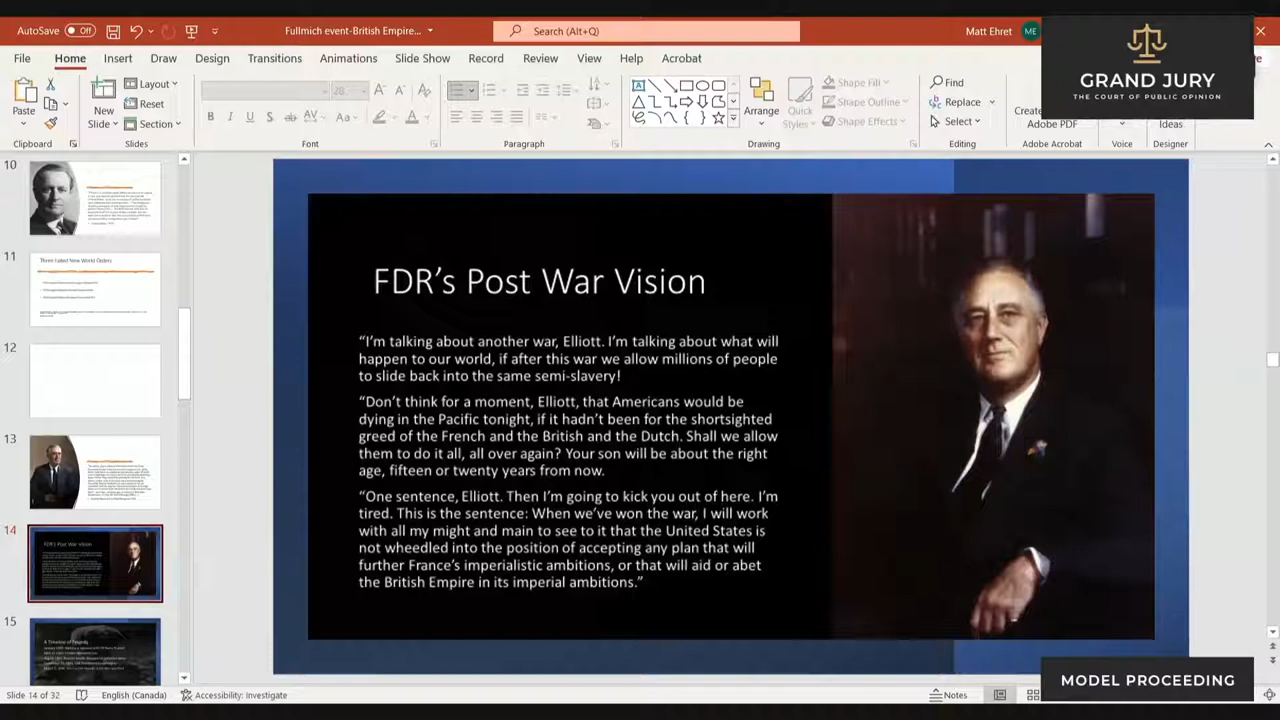 AutoSave Off
Fullmich event-British Empire...
Search (Alt+Q)
Matt Ehret
ME
File Home Insert Draw Design Transitions Animations Slide Show Record Review View Help Acrobat
GRAND JURY
THE COURT OF PUBLIC OPINION
Paste
New
Slide
Layout
Reset
Section
28
B I U S ab AV Aa A
Arrange
Quick
Styles
Shape Fill
Shape Outline
Shape Effects
Find
Replace
Select
Adobe PDF
Ideas
Clipboard Slides Font Paragraph Drawing Editing Adobe Acrobat Voice Designer
10
11
Three Failed New World Orders
12
13
14
FDR's Post War Vision
15
A Timeline of Tragedy
FDR's Post War Vision
“I'm talking about another war, Elliott. I'm talking about what will
happen to our world, if after this war we allow millions of people
to slide back into the same semi-slavery!
“Don't think for a moment, Elliott, that Americans would be
dying in the Pacific tonight, if it hadn't been for the shortsighted
greed of the French and the British and the Dutch. Shall we allow
them to do it all, all over again? Your son will be about the right
age, fifteen or twenty years from now.
“One sentence, Elliott. Then I'm going to kick you out of here. I'm
tired. This is the sentence: When we've won the war, I will work
with all my might and main to see to it that the United States is
not wheedled into the position of accepting any plan that will
further France's imperialistic ambitions, or that will aid or abet
the British Empire in its imperial ambitions.”
MODEL PROCEEDING
Slide 14 of 32
English (Canada)
Accessibility: Investigate
Notes